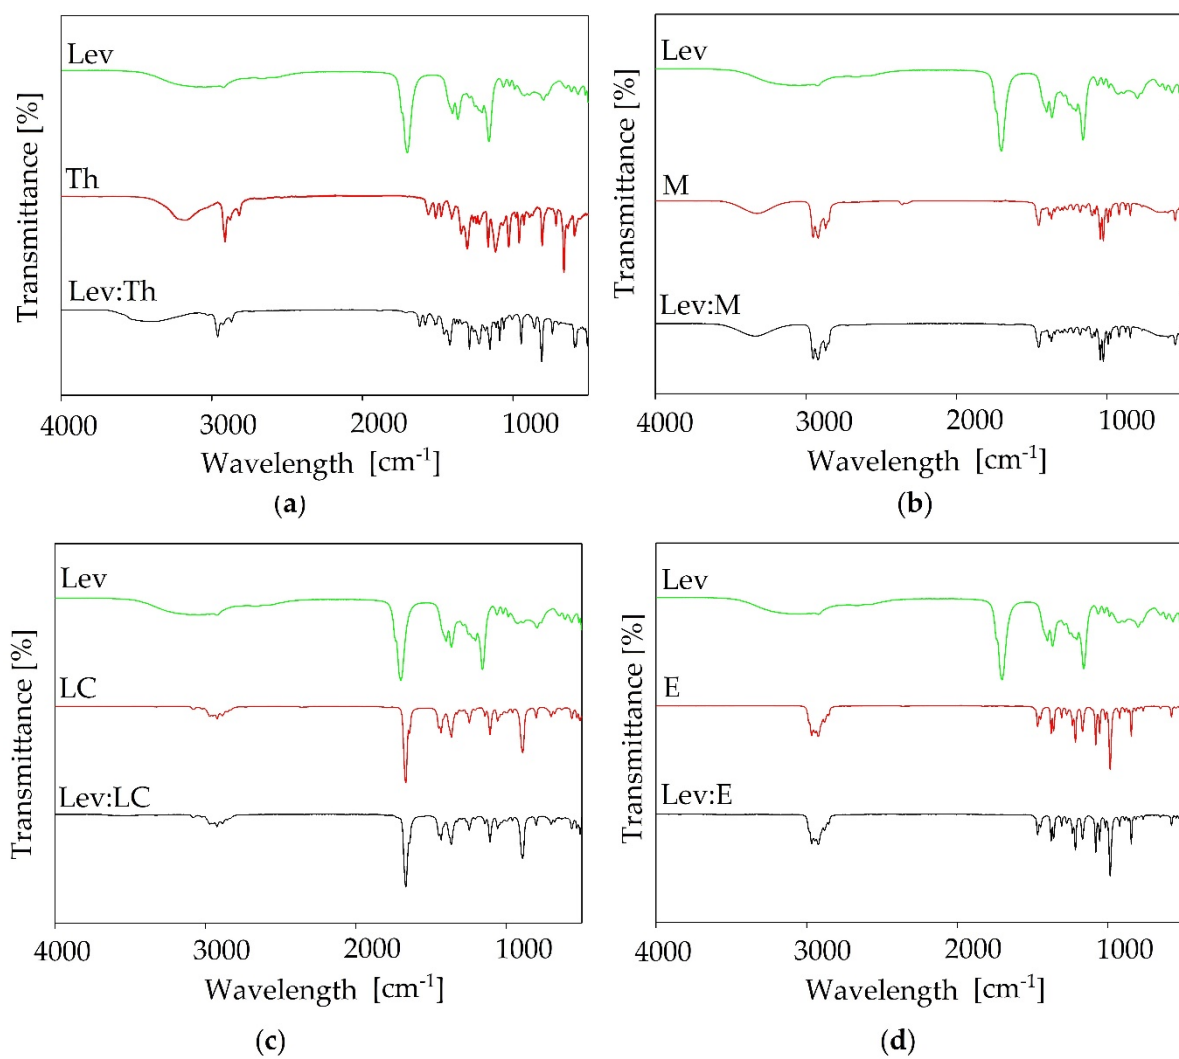 Lev
Th
Lev:Th
Transmittance [%]
4000 3000 2000 1000
Wavelength [cm-1]
(a)
Lev
M
Lev:M
Transmittance [%]
4000 3000 2000 1000
Wavelength [cm-1]
(b)
Lev
LC
Lev:LC
Transmittance [%]
4000 3000 2000 1000
Wavelength [cm-1]
(c)
Lev
E
Lev:E
Transmittance [%]
4000 3000 2000 1000
Wavelength [cm-1]
(d)